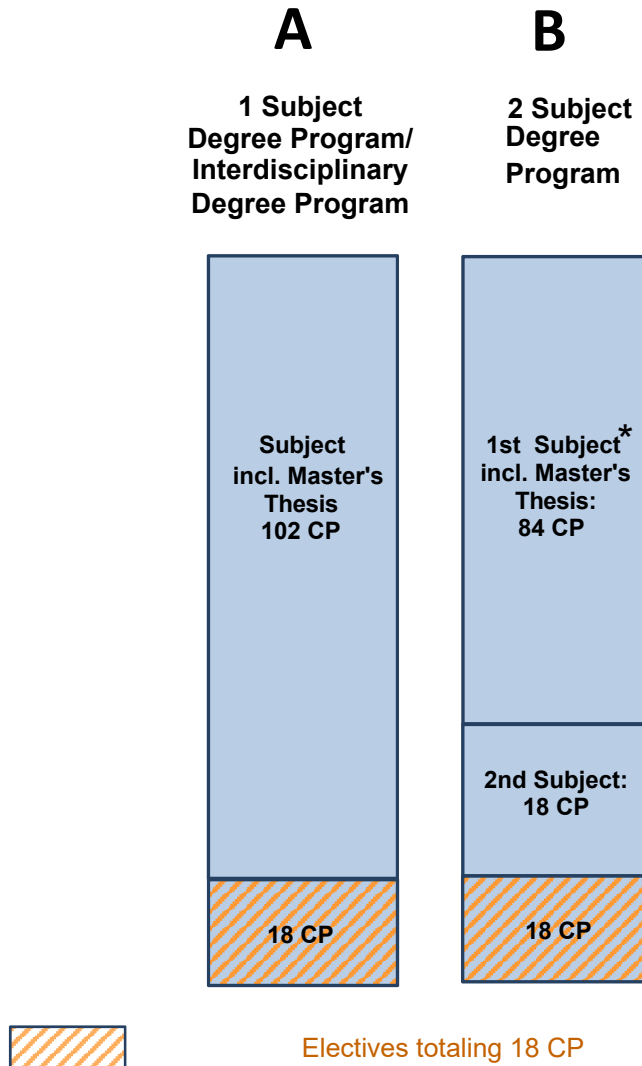 A
1 Subject
Degree Program/
Interdisciplinary
Degree Program
Subject
incl. Master's
Thesis
102 CP
18 CP
B
2 Subject
Degree
Program
1st Subject*
incl. Master's
Thesis:
84 CP
2nd Subject:
18 CP
18 CP
Electives totaling 18 CP